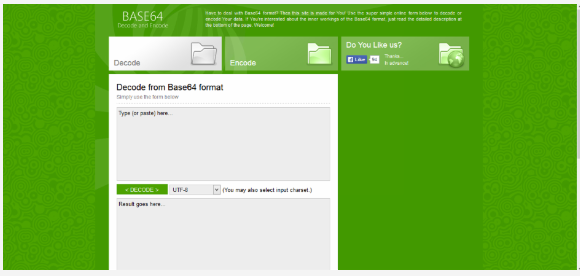 BASE64
Decode and Encode
Have to deal with Base64 format? Then this site is made for You! Use the super simple online form below to decode or
encode Your data. If You're interested about the inner workings of the Base64 format, just read the detailed description at
the bottom of the page. Welcome!
Decode
Encode
Do You Like us?
Like
Thanks
in advance!
Decode from Base64 format
Simply use the form below
Type (or paste) here...
< DECODE > UTF-8 (You may also select input charset.)
Result goes here...